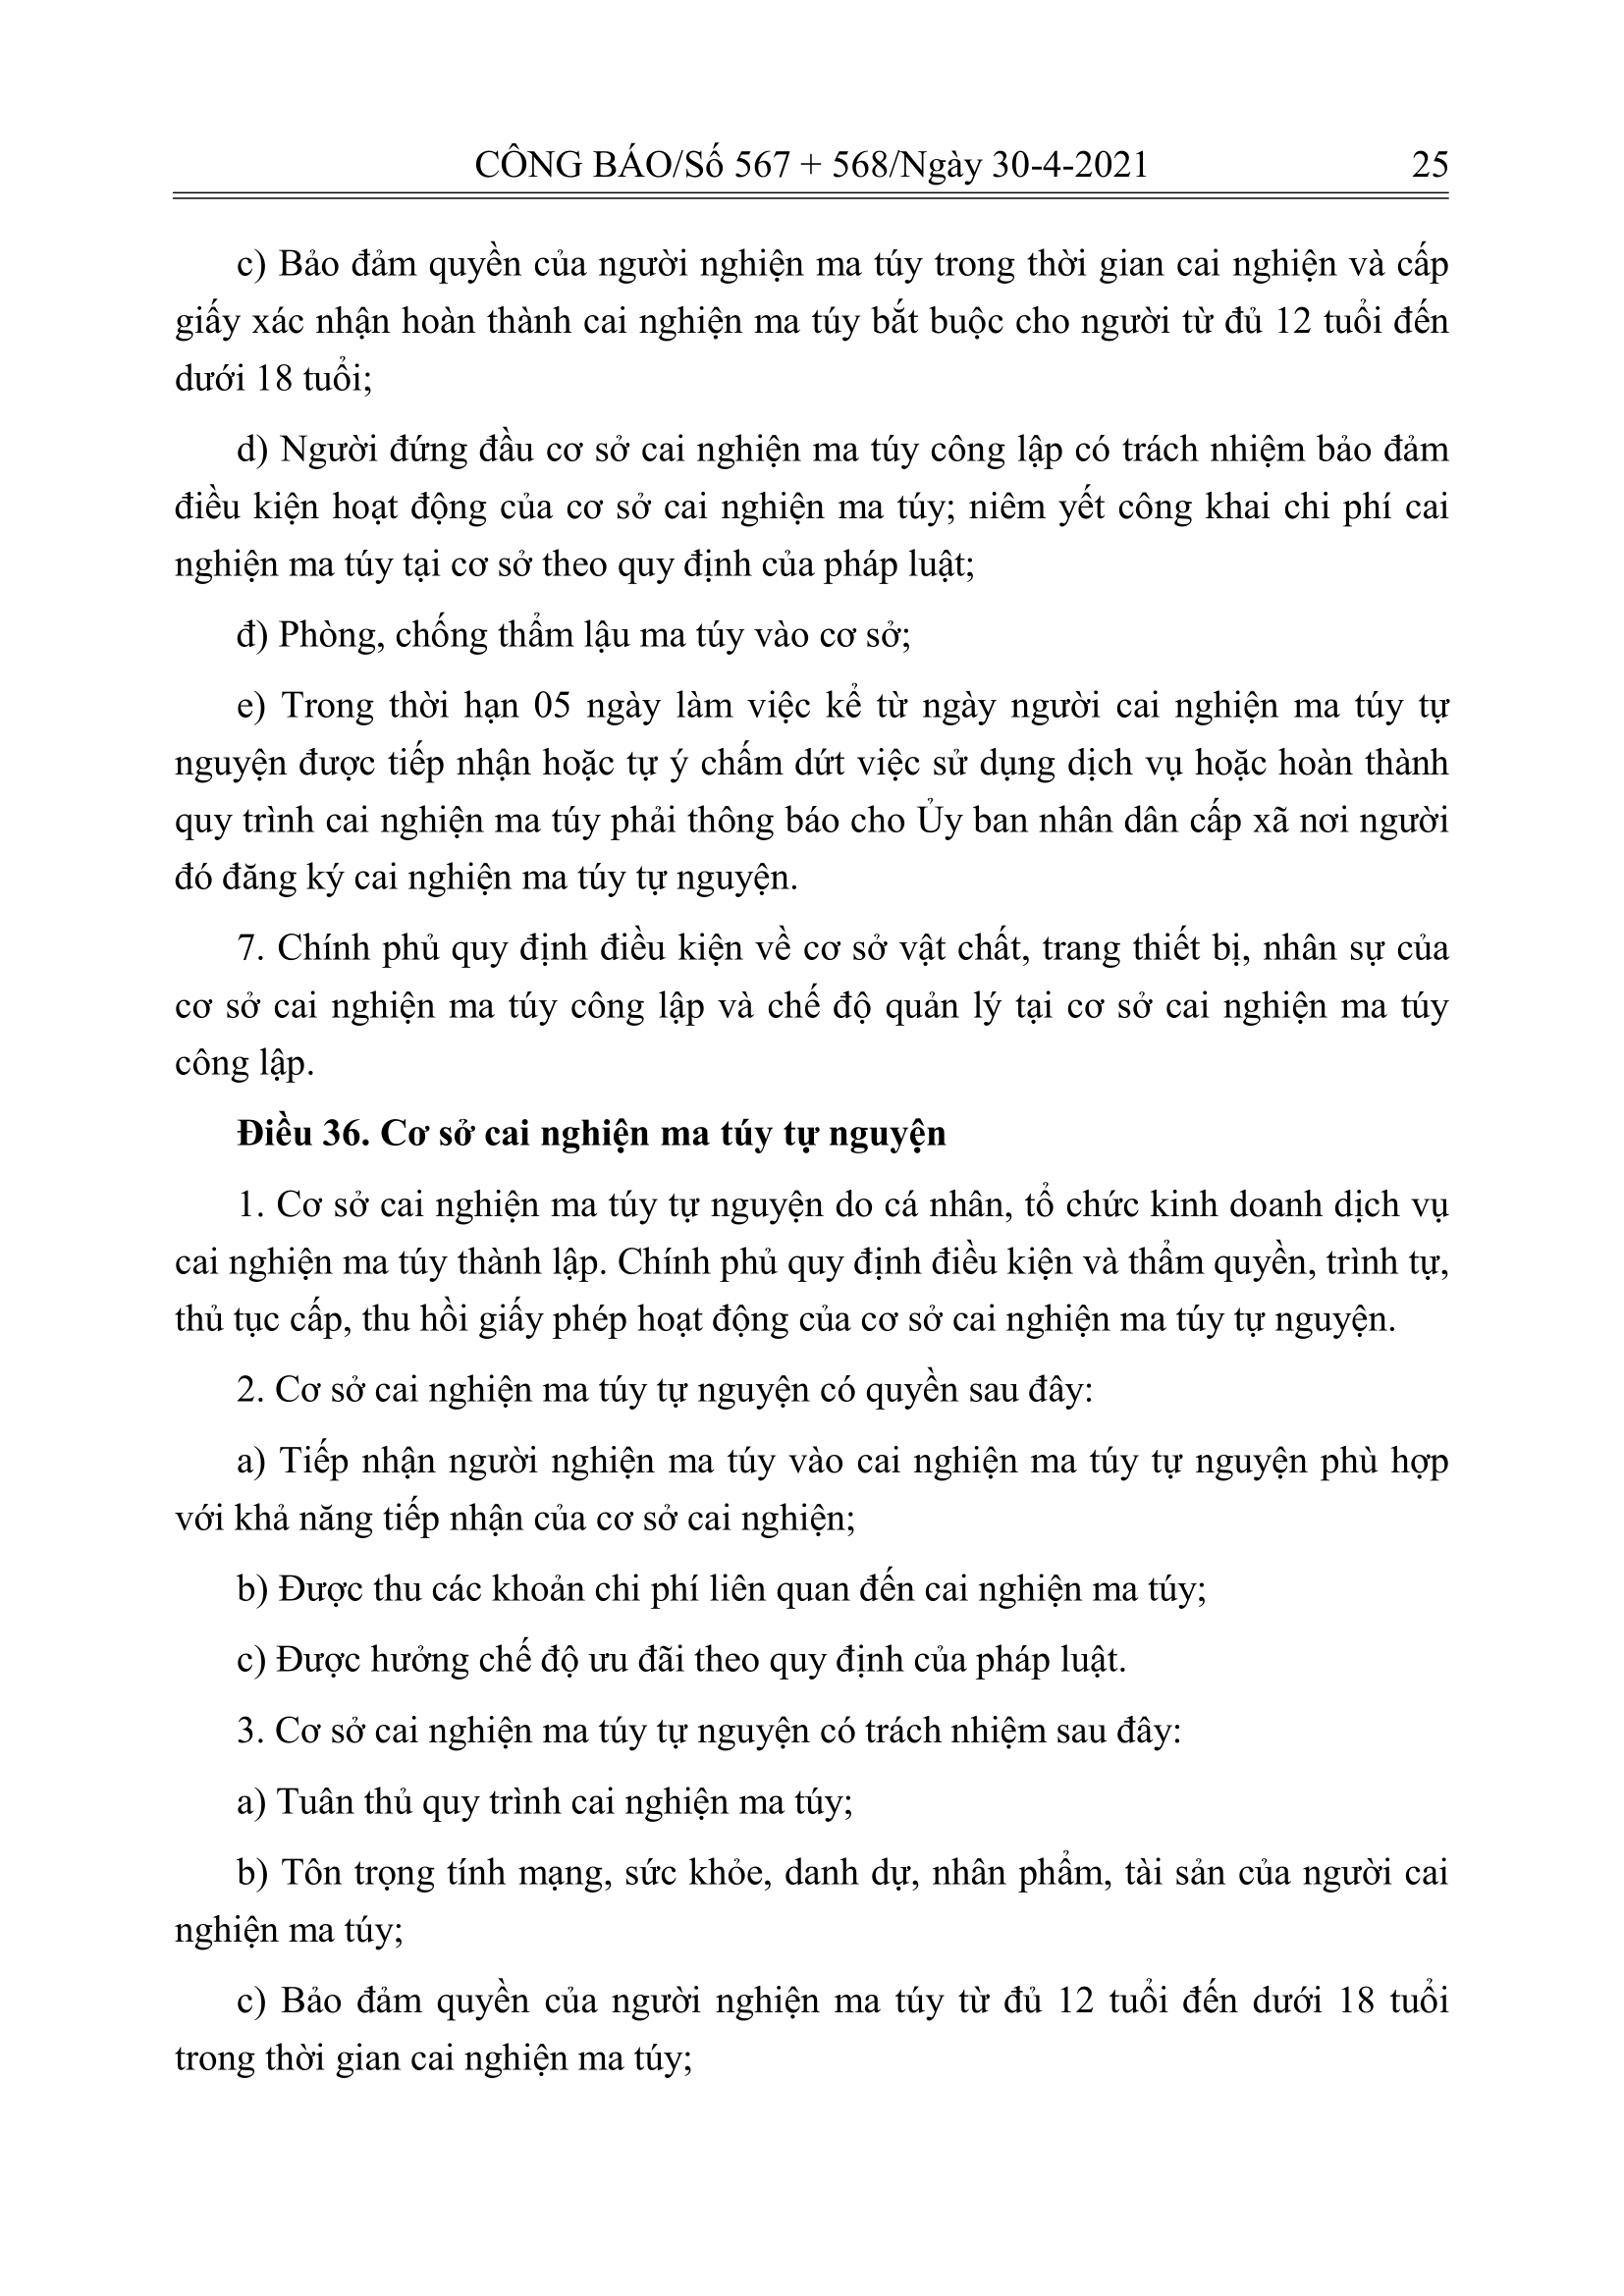 CÔNG BÁO/Số 567 + 568/Ngày 30-4-2021 25
c) Bảo đảm quyền của người nghiện ma túy trong thời gian cai nghiện và cấp
giấy xác nhận hoàn thành cai nghiện ma túy bắt buộc cho người từ đủ 12 tuổi đến
dưới 18 tuổi;
d) Người đứng đầu cơ sở cai nghiện ma túy công lập có trách nhiệm bảo đảm
điều kiện hoạt động của cơ sở cai nghiện ma túy; niêm yết công khai chi phí cai
nghiện ma túy tại cơ sở theo quy định của pháp luật;
đ) Phòng, chống thẩm lậu ma túy vào cơ sở;
e) Trong thời hạn 05 ngày làm việc kể từ ngày người cai nghiện ma túy tự
nguyện được tiếp nhận hoặc tự ý chấm dứt việc sử dụng dịch vụ hoặc hoàn thành
quy trình cai nghiện ma túy phải thông báo cho Ủy ban nhân dân cấp xã nơi người
đó đăng ký cai nghiện ma túy tự nguyện.
7. Chính phủ quy định điều kiện về cơ sở vật chất, trang thiết bị, nhân sự của
cơ sở cai nghiện ma túy công lập và chế độ quản lý tại cơ sở cai nghiện ma túy
công lập.
Điều 36. Cơ sở cai nghiện ma túy tự nguyện
1. Cơ sở cai nghiện ma túy tự nguyện do cá nhân, tổ chức kinh doanh dịch vụ
cai nghiện ma túy thành lập. Chính phủ quy định điều kiện và thẩm quyền, trình tự,
thủ tục cấp, thu hồi giấy phép hoạt động của cơ sở cai nghiện ma túy tự nguyện.
2. Cơ sở cai nghiện ma túy tự nguyện có quyền sau đây:
a) Tiếp nhận người nghiện ma túy vào cai nghiện ma túy tự nguyện phù hợp
với khả năng tiếp nhận của cơ sở cai nghiện;
b) Được thu các khoản chi phí liên quan đến cai nghiện ma túy;
c) Được hưởng chế độ ưu đãi theo quy định của pháp luật.
3. Cơ sở cai nghiện ma túy tự nguyện có trách nhiệm sau đây:
a) Tuân thủ quy trình cai nghiện ma túy;
b) Tôn trọng tính mạng, sức khỏe, danh dự, nhân phẩm, tài sản của người cai
nghiện ma túy;
c) Bảo đảm quyền của người nghiện ma túy từ đủ 12 tuổi đến dưới 18 tuổi
trong thời gian cai nghiện ma túy;